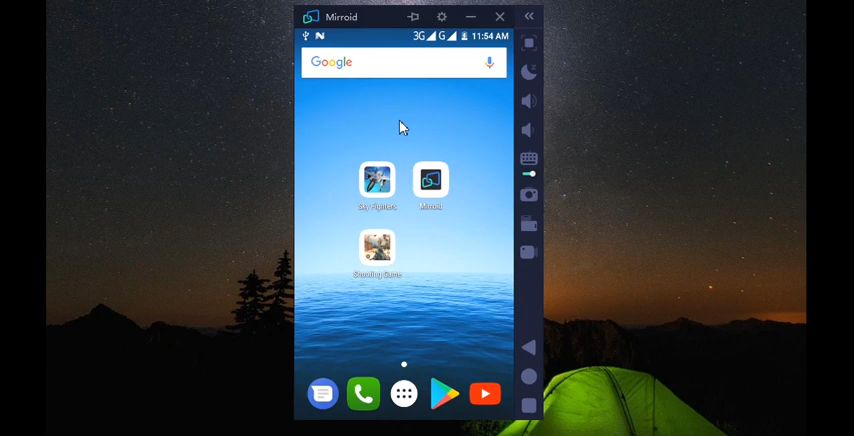 Mirroid
3G G 11:54 AM
Google
Sky Fighters Mirroid
Shooting Game